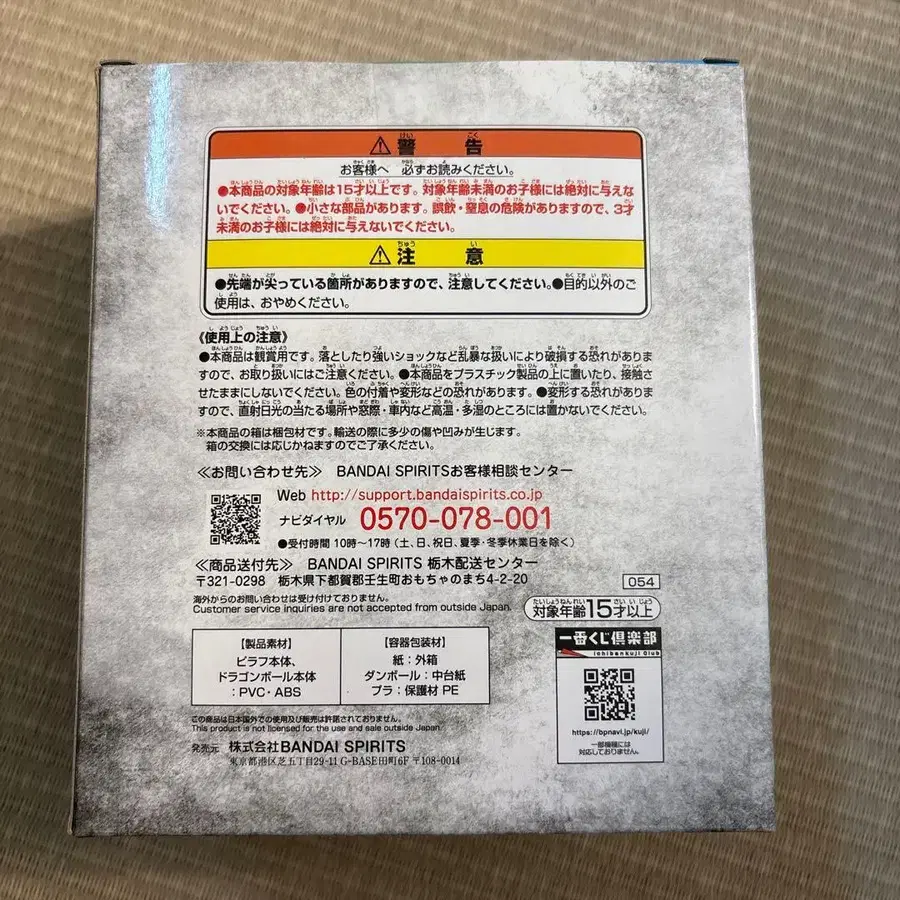 ⚠警告
お客様へ 必ずお読みください。
●本商品の対象年齢は15才以上です。対象年齢未満のお子様には絶対に与えな
いでください。●小さな部品があります。誤飲・窒息の危険がありますので、3才
未満のお子様には絶対に与えないでください。
⚠注意
●先端が尖っている箇所がありますので、注意してください。●目的以外のご
使用は、おやめください。
《使用上の注意》
●本商品は観賞用です。落としたり強いショックなど乱暴な扱いにより破損する恐れがありま
すので、お取り扱いにはご注意ください。●本商品をプラスチック製品の上に置いたり、接触さ
せたままにしないでください。色の付着や変形などの恐れがあります。●変形する恐れがありま
すので、直射日光の当たる場所や窓際・車内など高温・多湿のところには置かないでください。
※本商品の箱は梱包材です。輸送の際に多少の傷や凹みが生じます。
箱の交換には応じかねますのでご了承ください。
≪お問い合わせ先≫ BANDAI SPIRITSお客様相談センター
Web http://support.bandaispirits.co.jp
ナビダイヤル 0570-078-001
●受付時間 10時～17時(土、日、祝日、夏季・冬季休業日を除く)
≪商品送付先≫ BANDAI SPIRITS 栃木配送センター
〒321-0298 栃木県下都賀郡壬生町おもちゃのまち4-2-20
054
海外からのお問い合わせは受け付けておりません。
Customer service inquiries are not accepted from outside Japan.
対象年齢15才以上
【製品素材】
ピラフ本体、
ドラゴンボール本体
：PVC・ABS
【容器包装材】
紙：外箱
ダンボール：中台紙
プラ：保護材 PE
一番くじ倶楽部
Ichibankuji Club
https://bpnavi.jp/kuji/
一部機種には
対応しておりません。
この商品は日本国外での使用及び販売は許諾されておりません。
This product is not licensed for the use and sale outside Japan.
発売元 株式会社BANDAI SPIRITS
東京都港区芝五丁目29-11 G-BASE田町6F 〒108-0014